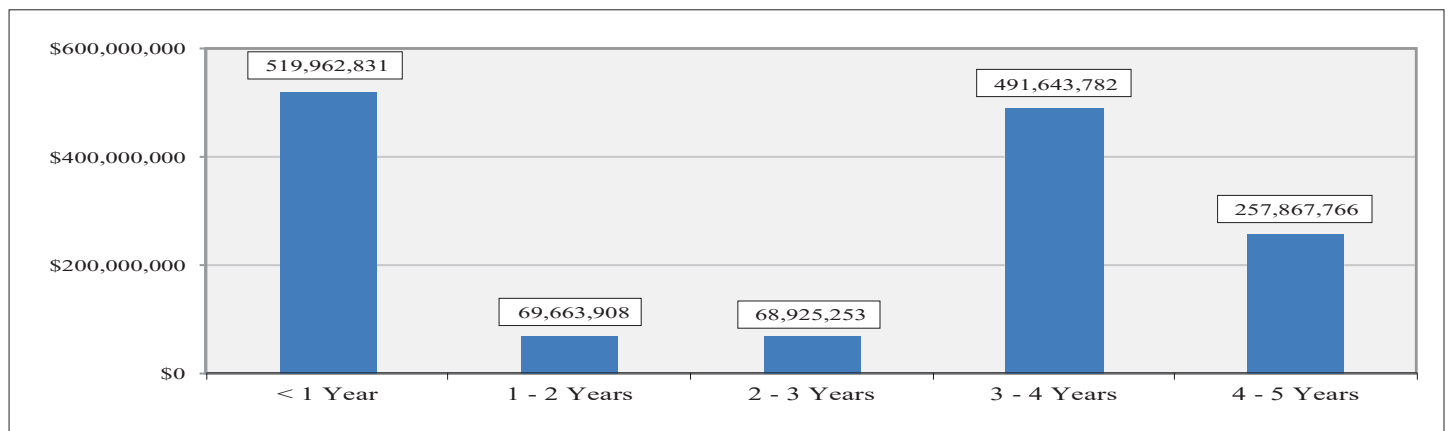 $600,000,000
519,962,831
491,643,782
$400,000,000
257,867,766
$200,000,000
69,663,908
68,925,253
$0
< 1 Year
1 - 2 Years
2 - 3 Years
3 - 4 Years
4 - 5 Years